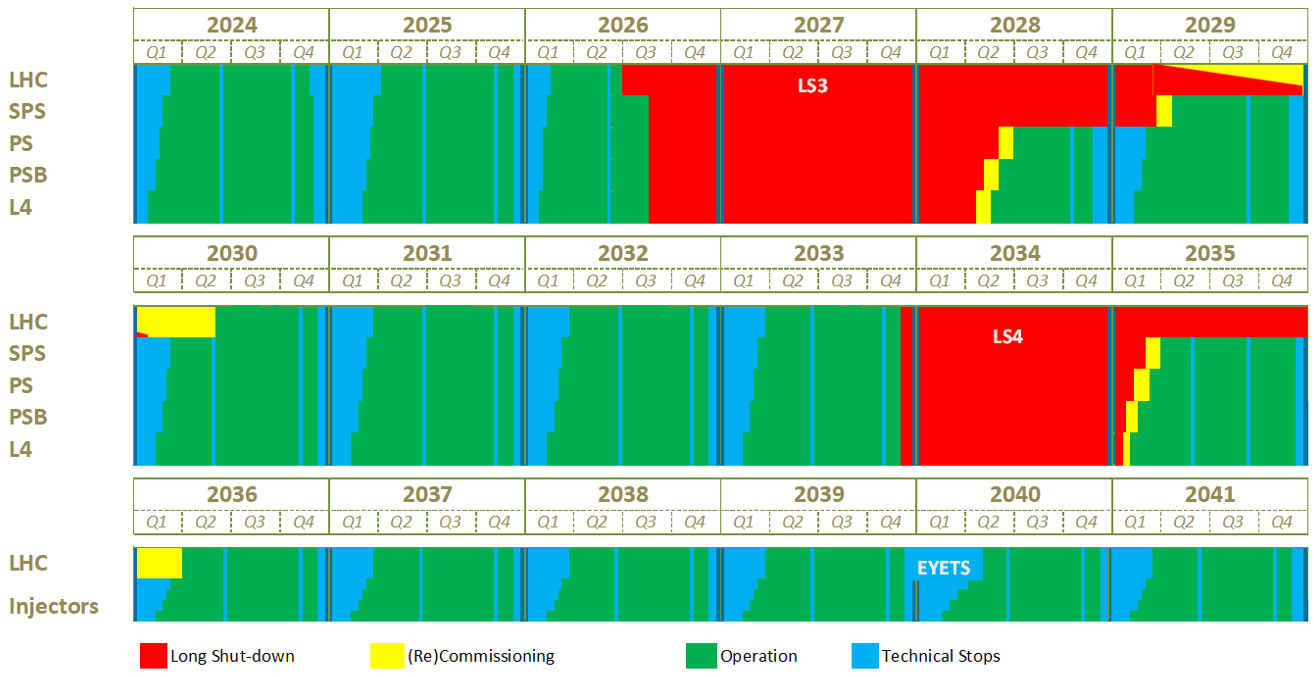 2024 2025 2026 2027 2028 2029
Q1 Q2 Q3 Q4 Q1 Q2 Q3 Q4 Q1 Q2 Q3 Q4 Q1 Q2 Q3 Q4 Q1 Q2 Q3 Q4 Q1 Q2 Q3 Q4
LHC LS3
SPS
PS
PSB
L4
2030 2031 2032 2033 2034 2035
Q1 Q2 Q3 Q4 Q1 Q2 Q3 Q4 Q1 Q2 Q3 Q4 Q1 Q2 Q3 Q4 Q1 Q2 Q3 Q4 Q1 Q2 Q3 Q4
LHC LS4
SPS
PS
PSB
L4
2036 2037 2038 2039 2040 2041
Q1 Q2 Q3 Q4 Q1 Q2 Q3 Q4 Q1 Q2 Q3 Q4 Q1 Q2 Q3 Q4 Q1 Q2 Q3 Q4 Q1 Q2 Q3 Q4
LHC EYETS
Injectors
Long Shut-down (Re)Commissioning Operation Technical Stops